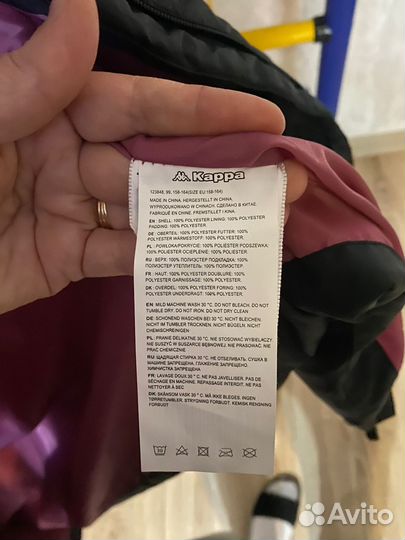 Kappa
123848, 99, 158-164(SIZE EU:158-164)
MADE IN CHINA. HERGESTELLT IN CHINA.
WYPRODUKOWANO W CHINACH. СДЕЛАНО В КИТАЕ.
FABRIQUÉ EN CHINE. FREMSTILLET I KINA.
EN : SHELL: 100% POLYESTER LINING: 100% POLYESTER
PADDING: 100% POLYESTER
DE : OBERTEIL: 100% POLYESTER FUTTER: 100%
POLYESTER WÄRMESTOFF: 100% POLYESTER
PL : POWŁOKA/POKRYCIE: 100% POLIESTER PODSZEWKA:
100% POLIESTER OCIEPLENIE: 100% POLIESTER
RU : ВЕРХ: 100% ПОЛИЭСТЕР ПОДКЛАДКА: 100%
ПОЛИЭСТЕР УТЕПЛИТЕЛЬ: 100% ПОЛИЭСТЕР
FR : HAUT: 100% POLYESTER DOUBLURE: 100%
POLYESTER GARNISSAGE: 100% POLYESTER
DK : OVERDEL: 100% POLYESTER FORING: 100%
POLYESTER UNDERDRAGT: 100% POLYESTER
EN : MILD MACHINE WASH 30 °C. DO NOT BLEACH. DO NOT
TUMBLE DRY. DO NOT IRON. DO NOT DRY CLEAN
DE : SCHONEND WASCHEN BEI 30 °C. NICHT BLEICHEN.
NICHT IM TUMBLER TROCKNEN. NICHT BÜGELN. NICHT
CHEMISCHREINIGEN
PL : PRANIE DELIKATNE 30 °C. NIE STOSOWAĆ WYBIELACZY.
NIE SUSZYĆ W SUSZARCE BĘBNOWEJ. NIE PRASOWAĆ. NIE
PRAĆ CHEMICZNIE
RU : ЩАДЯЩАЯ СТИРКА 30 °C. НЕ ОТБЕЛИВАТЬ. СУШКА В
МАШИНЕ ЗАПРЕЩЕНА. ГЛАЖЕНИЕ ЗАПРЕЩЕНО.
ХИМЧИСТКА ЗАПРЕЩЕНА
FR : LAVAGE DOUX 30 °C. NE PAS JAVELLISER. PAS DE
SÉCHAGE EN MACHINE. REPASSAGE INTERDIT. NE PAS
NETTOYER À SEC
DK : SKÅNSOM VASK 30 °C. MÅ IKKE BLEGES. INGEN
TØRRETUMBLER. STRYGNING FORBUDT. KEMISK RENSNING
FORBUDT
30
Avito